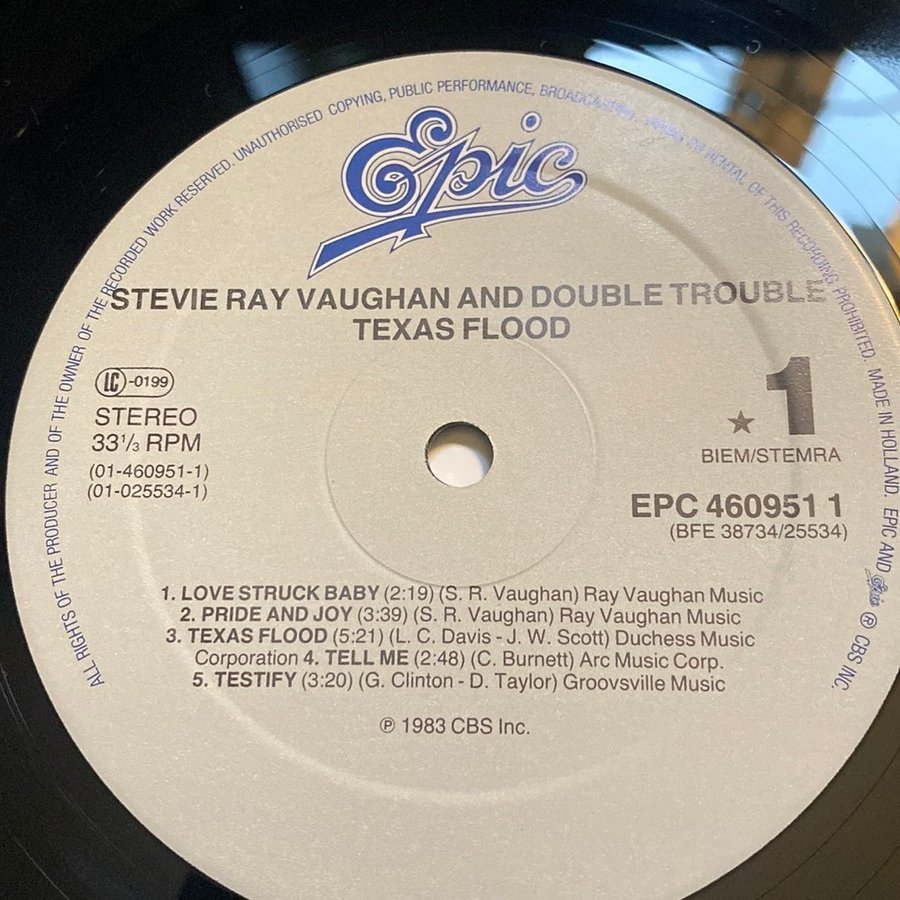 ALL RIGHTS OF THE PRODUCER AND OF THE OWNER OF THE RECORDED WORK RESERVED. UNAUTHORISED COPYING, PUBLIC PERFORMANCE, BROADCASTING, HIRING OR RENTAL OF THIS RECORDING PROHIBITED. MADE IN HOLLAND. EPIC AND Epic ® CBS INC.
Epic
STEVIE RAY VAUGHAN AND DOUBLE TROUBLE
TEXAS FLOOD
LC-0199
STEREO
33⅓ RPM
(01-460951-1)
(01-025534-1)
★ 1
BIEM/STEMRA
EPC 460951 1
(BFE 38734/25534)
1. LOVE STRUCK BABY (2:19) (S. R. Vaughan) Ray Vaughan Music
2. PRIDE AND JOY (3:39) (S. R. Vaughan) Ray Vaughan Music
3. TEXAS FLOOD (5:21) (L. C. Davis - J. W. Scott) Duchess Music
Corporation 4. TELL ME (2:48) (C. Burnett) Arc Music Corp.
5. TESTIFY (3:20) (G. Clinton - D. Taylor) Groovsville Music
℗ 1983 CBS Inc.